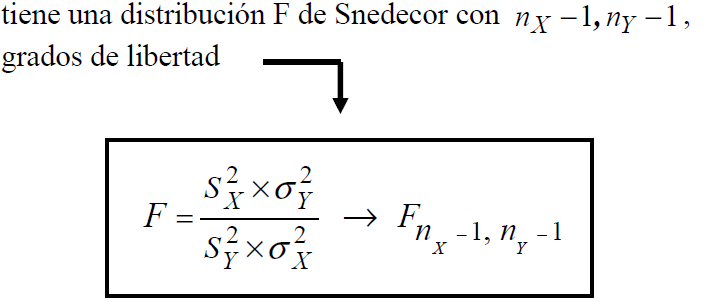 tiene una distribución F de Snedecor con n_X − 1, n_Y − 1 ,
grados de libertad
F = (S_X^2 × σ_Y^2) / (S_Y^2 × σ_X^2) → F_{n_X − 1, n_Y − 1}